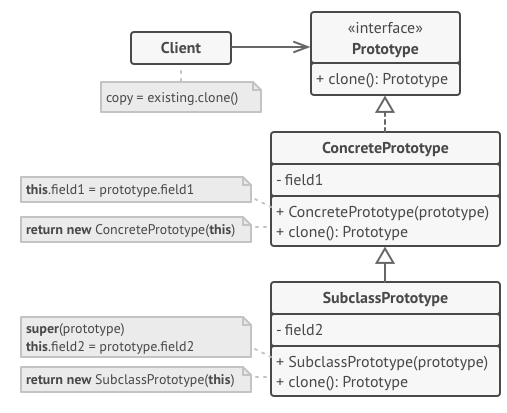 Client
«interface»
Prototype
+ clone(): Prototype
copy = existing.clone()
ConcretePrototype
- field1
this.field1 = prototype.field1
+ ConcretePrototype(prototype)
return new ConcretePrototype(this)
+ clone(): Prototype
SubclassPrototype
- field2
super(prototype)
this.field2 = prototype.field2
+ SubclassPrototype(prototype)
return new SubclassPrototype(this)
+ clone(): Prototype